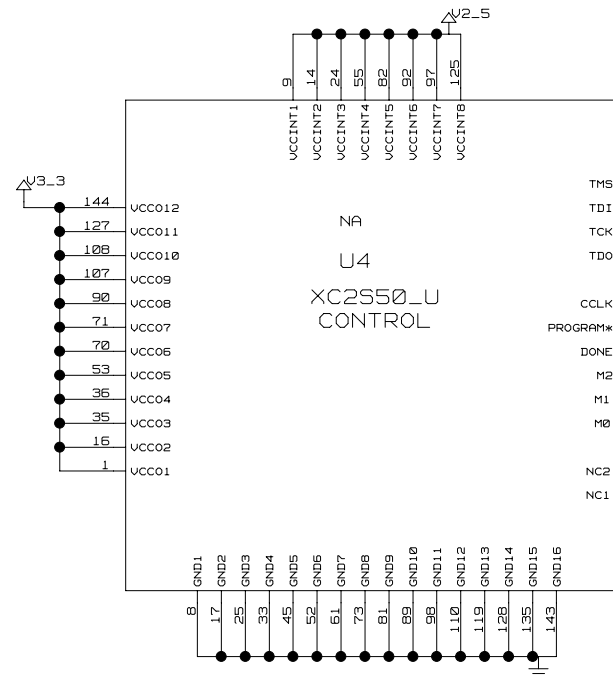 V2_5
9 14 24 55 82 92 97 125
VCCINT1 VCCINT2 VCCINT3 VCCINT4 VCCINT5 VCCINT6 VCCINT7 VCCINT8
V3_3
144 VCCO12
127 VCCO11
108 VCCO10
107 VCCO9
90 VCCO8
71 VCCO7
70 VCCO6
53 VCCO5
36 VCCO4
35 VCCO3
16 VCCO2
1 VCCO1
NA
U4
XC2S50_U
CONTROL
TMS
TDI
TCK
TDO
CCLK
PROGRAM*
DONE
M2
M1
M0
NC2
NC1
GND1 GND2 GND3 GND4 GND5 GND6 GND7 GND8 GND9 GND10 GND11 GND12 GND13 GND14 GND15 GND16
8 17 25 33 45 52 61 73 81 89 98 110 119 128 135 143